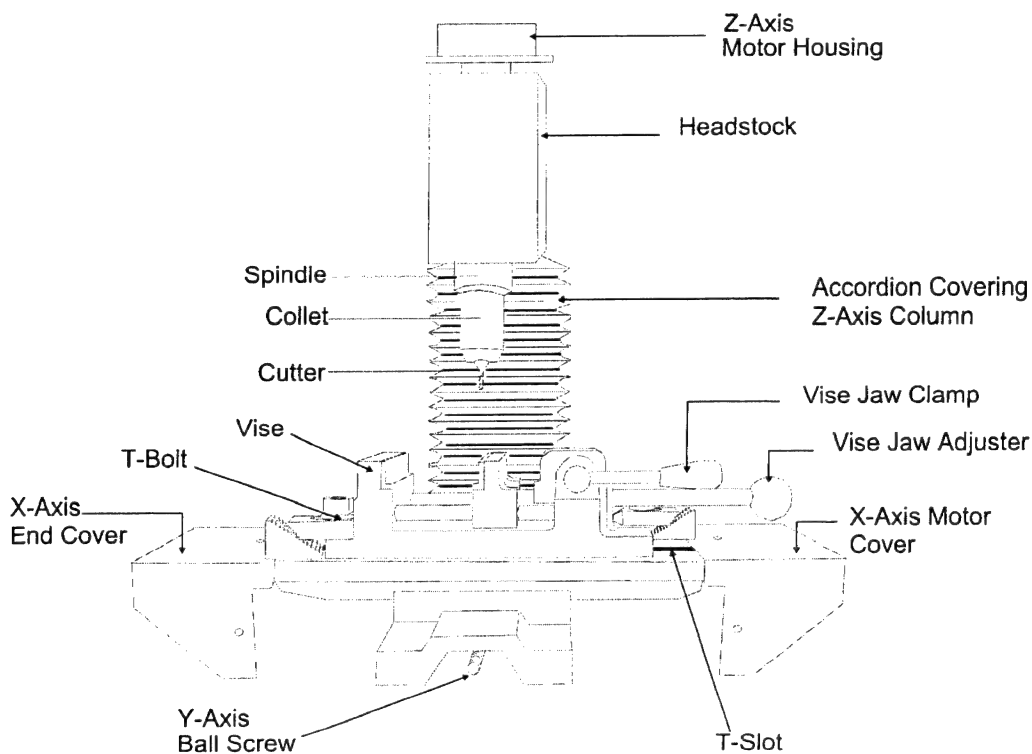 Z-Axis
Motor Housing
Headstock
Spindle
Accordion Covering
Z-Axis Column
Collet
Cutter
Vise Jaw Clamp
Vise
Vise Jaw Adjuster
T-Bolt
X-Axis
End Cover
X-Axis Motor
Cover
Y-Axis
Ball Screw
T-Slot